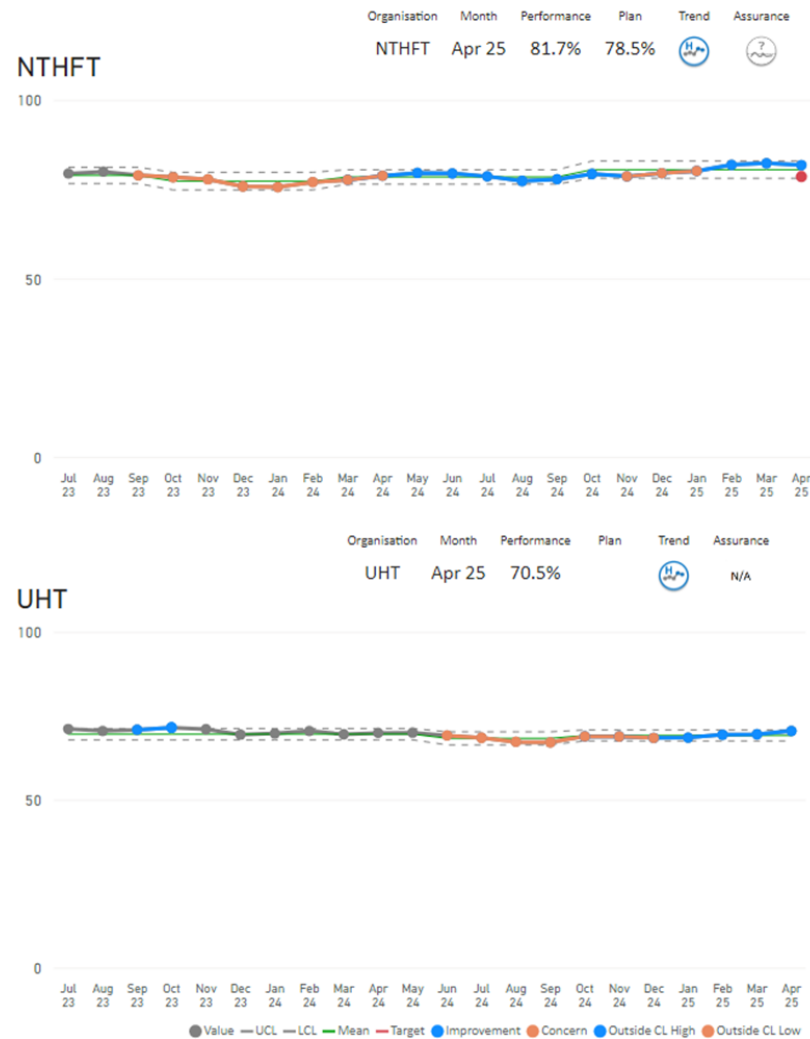 Organisation Month Performance Plan Trend Assurance
NTHFT Apr 25 81.7% 78.5% H ?
NTHFT
100
50
0
Jul Aug Sep Oct Nov Dec Jan Feb Mar Apr May Jun Jul Aug Sep Oct Nov Dec Jan Feb Mar Apr
23 23 23 23 23 23 24 24 24 24 24 24 24 24 24 24 24 24 25 25 25 25
Organisation Month Performance Plan Trend Assurance
UHT Apr 25 70.5% H N/A
UHT
100
50
0
Jul Aug Sep Oct Nov Dec Jan Feb Mar Apr May Jun Jul Aug Sep Oct Nov Dec Jan Feb Mar Apr
23 23 23 23 23 23 24 24 24 24 24 24 24 24 24 24 24 24 25 25 25 25
Value UCL LCL Mean Target Improvement Concern Outside CL High Outside CL Low